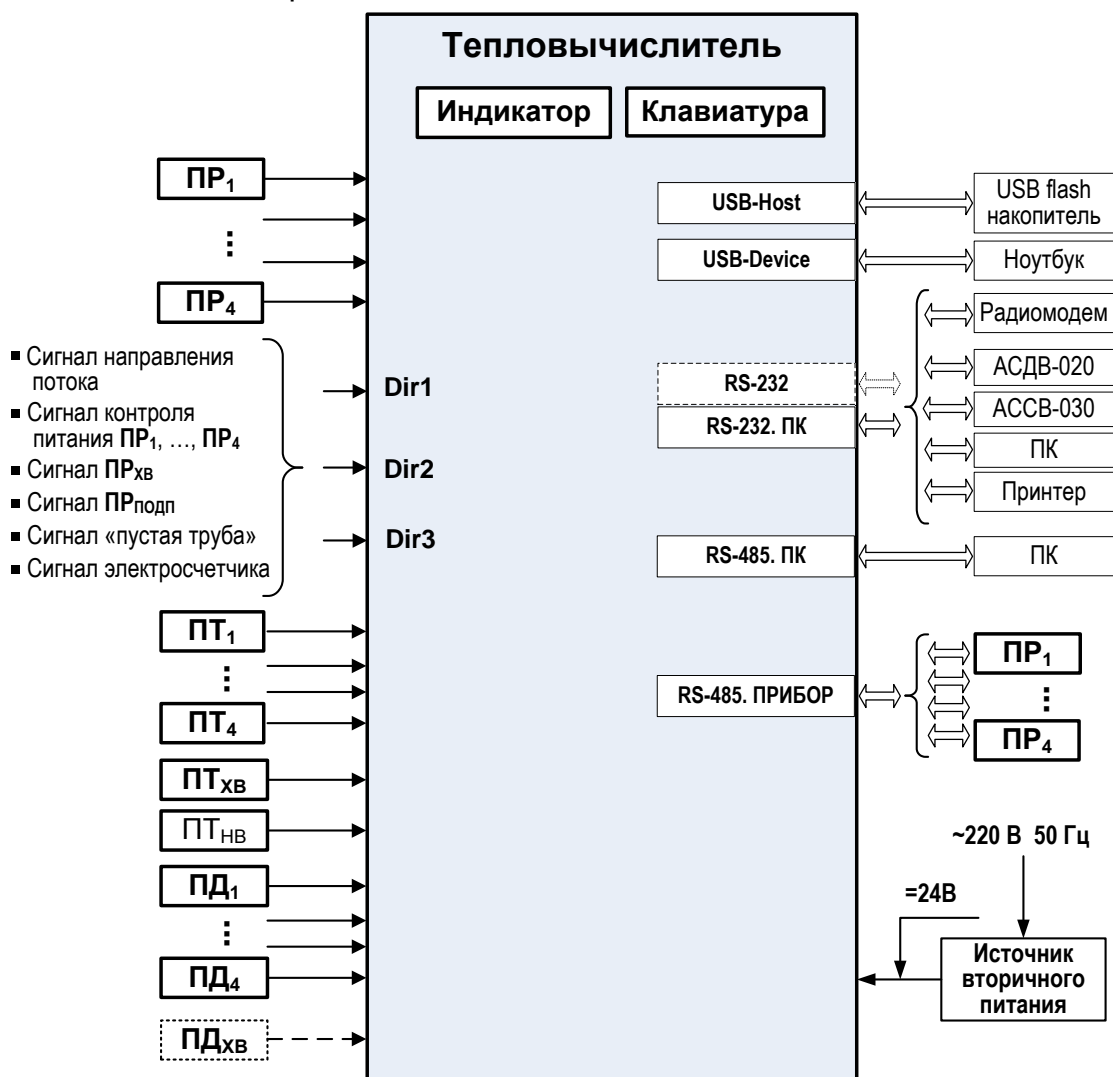 Тепловычислитель
Индикатор
Клавиатура
ПР1
⋮
ПР4
▪ Сигнал направления
потока
▪ Сигнал контроля
питания ПР1, …, ПР4
▪ Сигнал ПРХВ
▪ Сигнал ПРПОДП
▪ Сигнал «пустая труба»
▪ Сигнал электросчетчика
Dir1
Dir2
Dir3
ПТ1
⋮
ПТ4
ПТХВ
ПТНВ
ПД1
⋮
ПД4
ПДХВ
USB-Host
USB-Device
RS-232
RS-232. ПК
RS-485. ПК
RS-485. ПРИБОР
USB flash
накопитель
Ноутбук
Радиомодем
АСДВ-020
АССВ-030
ПК
Принтер
ПК
ПР1
⋮
ПР4
~220 В 50 Гц
=24В
Источник
вторичного
питания